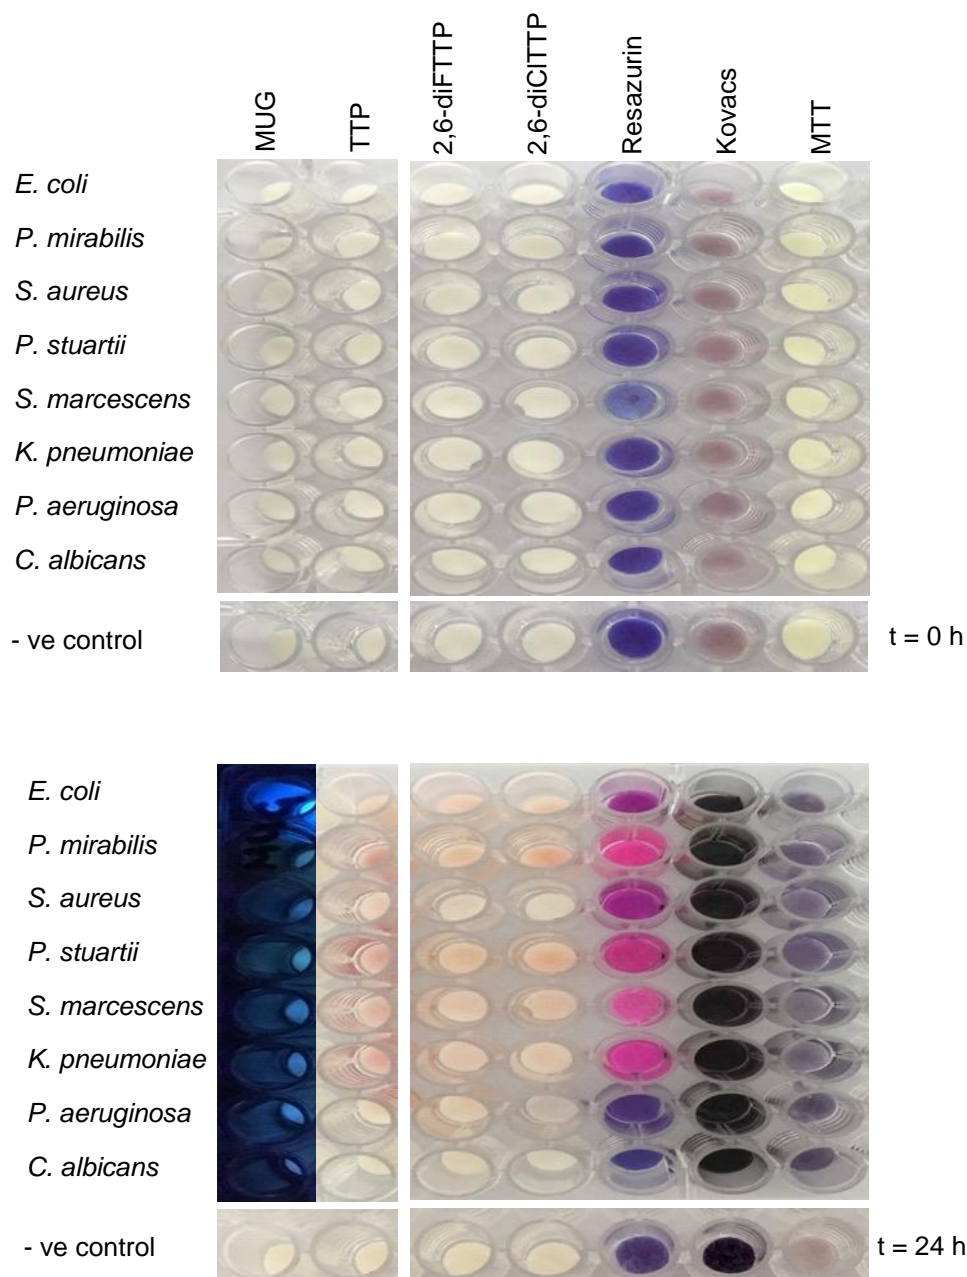 MUG
TTP
2,6-diFTTP
2,6-diClTTP
Resazurin
Kovacs
MTT
E. coli
P. mirabilis
S. aureus
P. stuartii
S. marcescens
K. pneumoniae
P. aeruginosa
C. albicans
- ve control
t = 0 h
E. coli
P. mirabilis
S. aureus
P. stuartii
S. marcescens
K. pneumoniae
P. aeruginosa
C. albicans
- ve control
t = 24 h